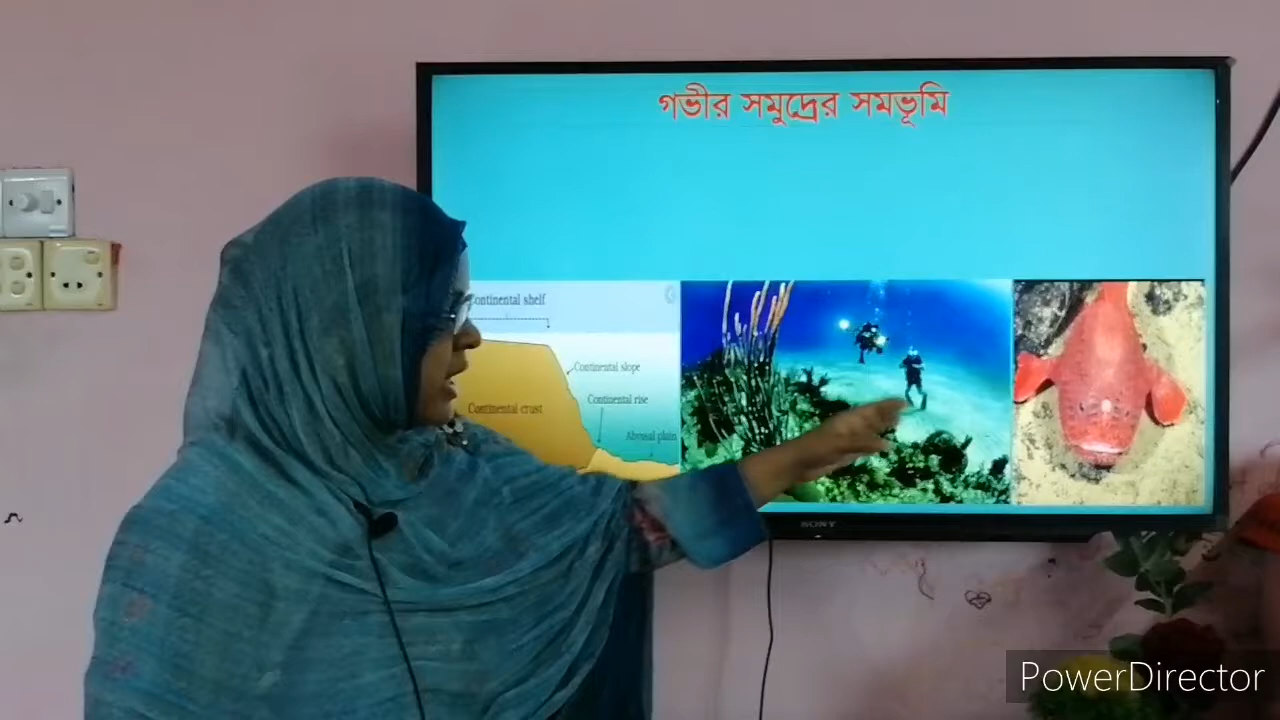 গভীর সমুদ্রের সমভূমি
Continental shelf
Continental slope
Continental rise
Continental crust
Abyssal plain
SONY
PowerDirector